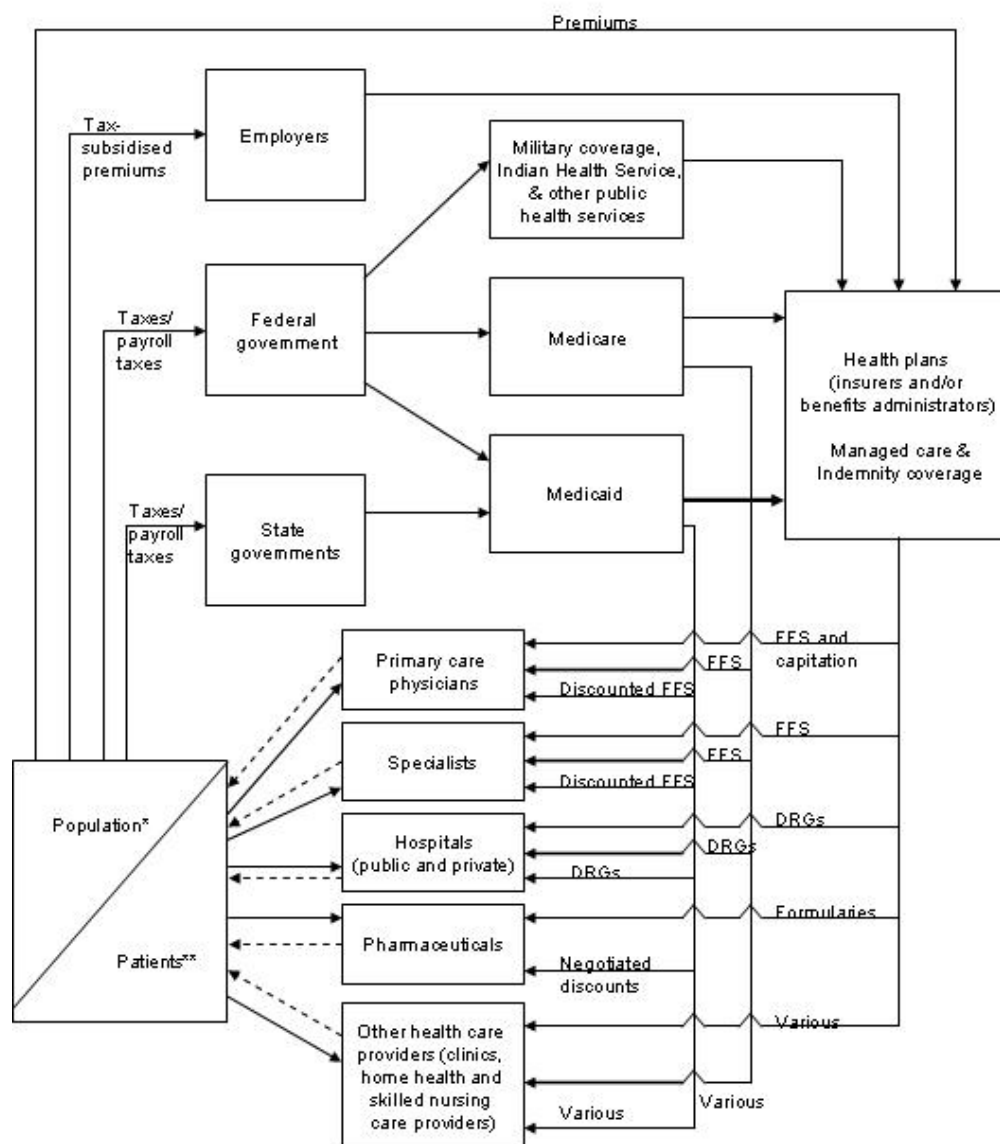 Premiums
Tax-
subsidised
premiums
Employers
Military coverage,
Indian Health Service,
& other public
health services
Taxes/
payroll
taxes
Federal
government
Medicare
Health plans
(insurers and/or
benefits administrators)
Managed care &
Indemnity coverage
Taxes/
payroll
taxes
State
governments
Medicaid
Primary care
physicians
FFS and
capitation
FFS
Discounted FFS
Specialists
FFS
FFS
Discounted FFS
Population*
Patients**
Hospitals
(public and private)
DRGs
DRGs
DRGs
Pharmaceuticals
Formularies
Negotiated
discounts
Other health care
providers (clinics,
home health and
skilled nursing
care providers)
Various
Various
Various